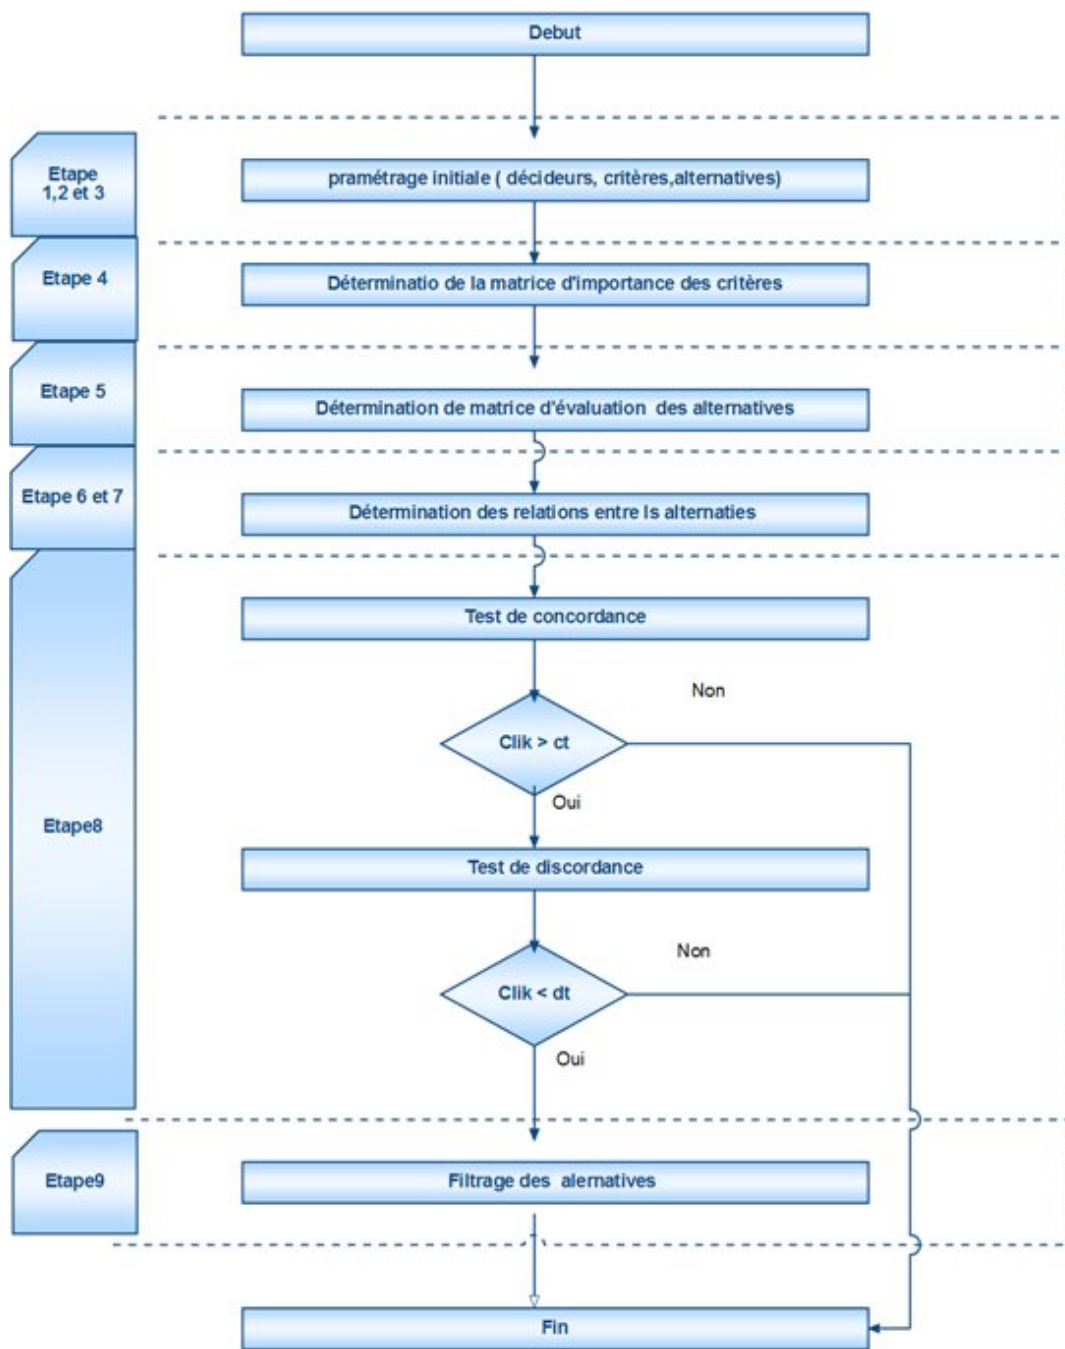 Debut
Etape
1,2 et 3
pramétrage initiale ( décideurs, critères,alternatives)
Etape 4
Déterminatio de la matrice d'importance des critères
Etape 5
Détermination de matrice d'évaluation des alternatives
Etape 6 et 7
Détermination des relations entre ls alternaties
Test de concordance
Non
Clik > ct
Oui
Etape8
Test de discordance
Non
Clik < dt
Oui
Etape9
Filtrage des alernatives
Fin